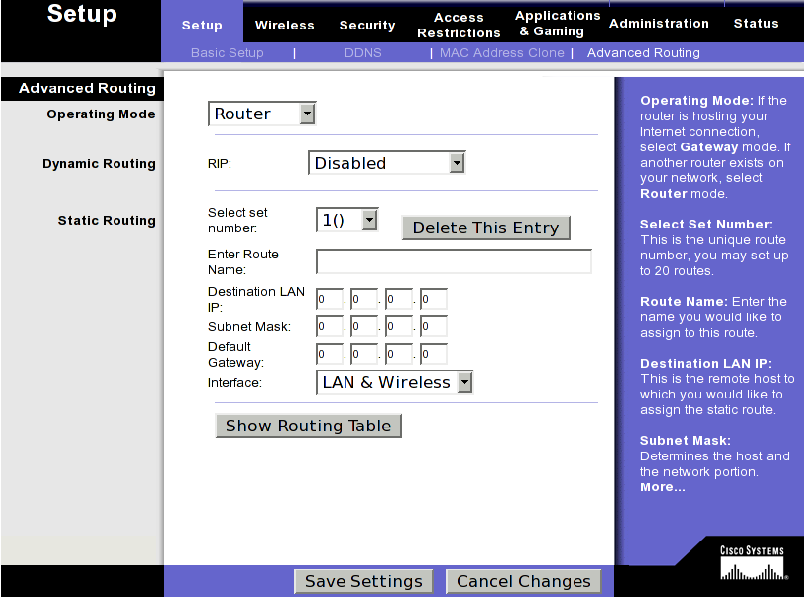 Setup
Setup
Wireless
Security
Access Restrictions
Applications & Gaming
Administration
Status
Basic Setup | DDNS | MAC Address Clone | Advanced Routing
Advanced Routing
Operating Mode
Router
Dynamic Routing
RIP
Disabled
Static Routing
Select set
number:
1()
Delete This Entry
Enter Route
Name:
Destination LAN
IP:
0 . 0 . 0 . 0
Subnet Mask:
0 . 0 . 0 . 0
Default
Gateway:
0 . 0 . 0 . 0
Interface:
LAN & Wireless
Show Routing Table
Operating Mode: If the
router is hosting your
Internet connection,
select Gateway mode. If
another router exists on
your network, select
Router mode.
Select Set Number:
This is the unique route
number, you may set up
to 20 routes.
Route Name: Enter the
name you would like to
assign to this route.
Destination LAN IP:
This is the remote host to
which you would like to
assign the static route.
Subnet Mask:
Determines the host and
the network portion.
More...
Save Settings
Cancel Changes
CISCO SYSTEMS